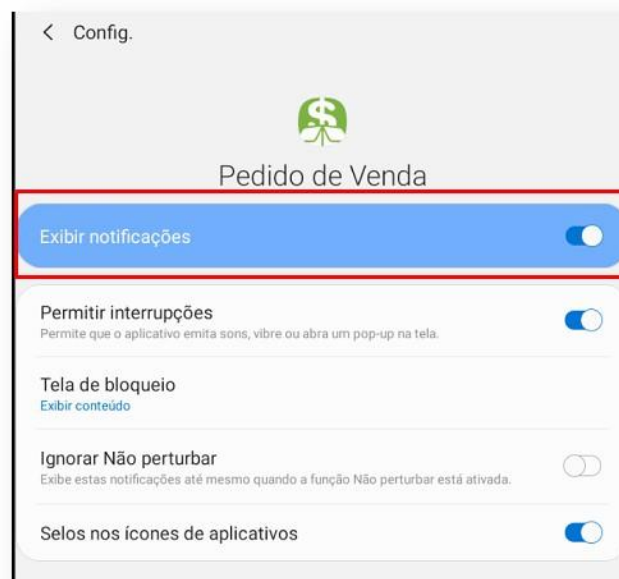 Config.
Pedido de Venda
Exibir notificações
Permitir interrupções
Permite que o aplicativo emita sons, vibre ou abra um pop-up na tela.
Tela de bloqueio
Exibir conteúdo
Ignorar Não perturbar
Exibe estas notificações até mesmo quando a função Não perturbar está ativada.
Selos nos ícones de aplicativos